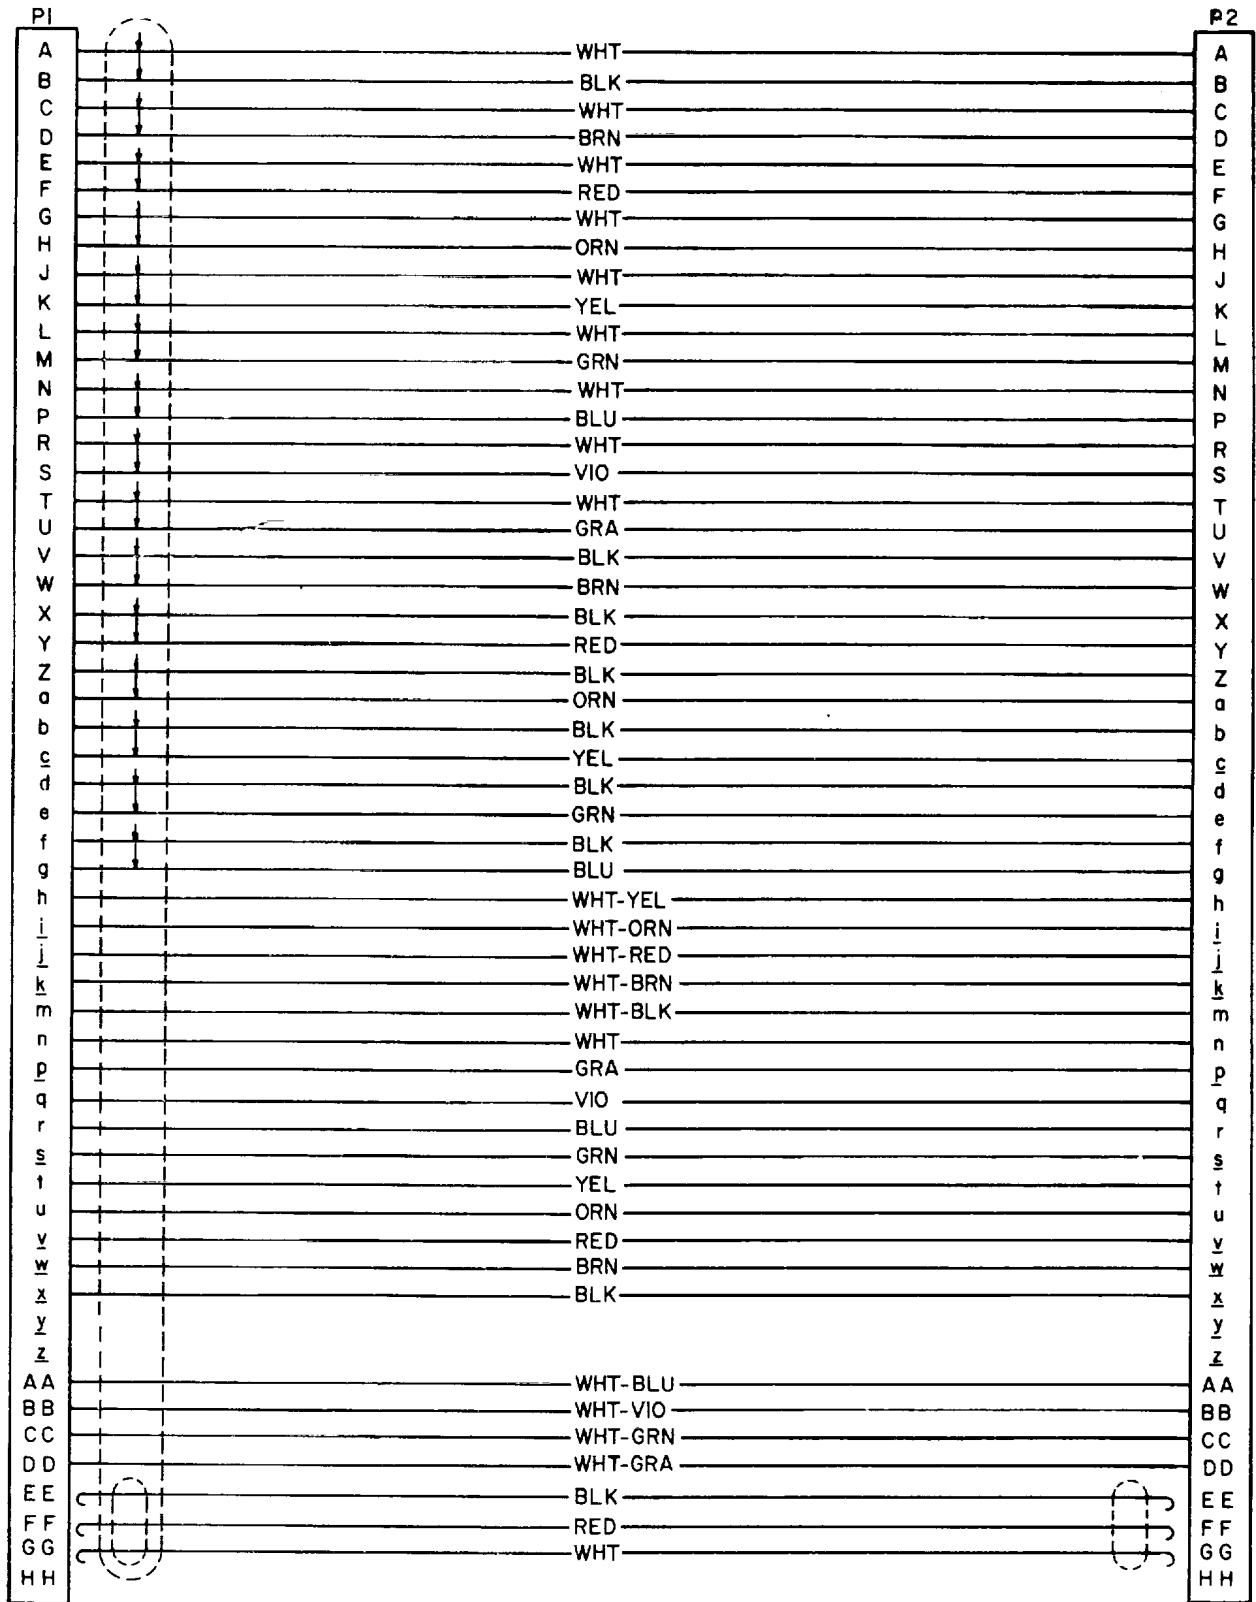 P1 P2
A WHT A
B BLK B
C WHT C
D BRN D
E WHT E
F RED F
G WHT G
H ORN H
J WHT J
K YEL K
L WHT L
M GRN M
N WHT N
P BLU P
R WHT R
S VIO S
T WHT T
U GRA U
V BLK V
W BRN W
X BLK X
Y RED Y
Z BLK Z
a ORN a
b BLK b
c YEL c
d BLK d
e GRN e
f BLK f
g BLU g
h WHT-YEL h
i WHT-ORN i
j WHT-RED j
k WHT-BRN k
m WHT-BLK m
n WHT n
p GRA p
q VIO q
r BLU r
s GRN s
t YEL t
u ORN u
v RED v
w BRN w
x BLK x
y y
z z
AA WHT-BLU AA
BB WHT-VIO BB
CC WHT-GRN CC
DD WHT-GRA DD
EE BLK EE
FF RED FF
GG WHT GG
HH HH